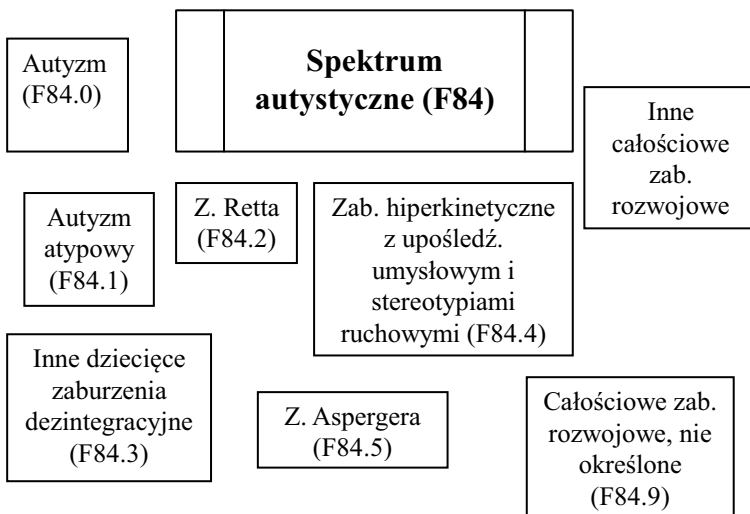 Autyzm
(F84.0)
Spektrum
autystyczne (F84)
Inne
całościowe
zab.
rozwojowe
Autyzm
atypowy
(F84.1)
Z. Retta
(F84.2)
Zab. hiperkinetyczne
z upośledź.
umysłowym i
stereotypiami
ruchowymi (F84.4)
Inne dziecięce
zaburzenia
dezintegracyjne
(F84.3)
Z. Aspergera
(F84.5)
Całościowe zab.
rozwojowe, nie
określone
(F84.9)